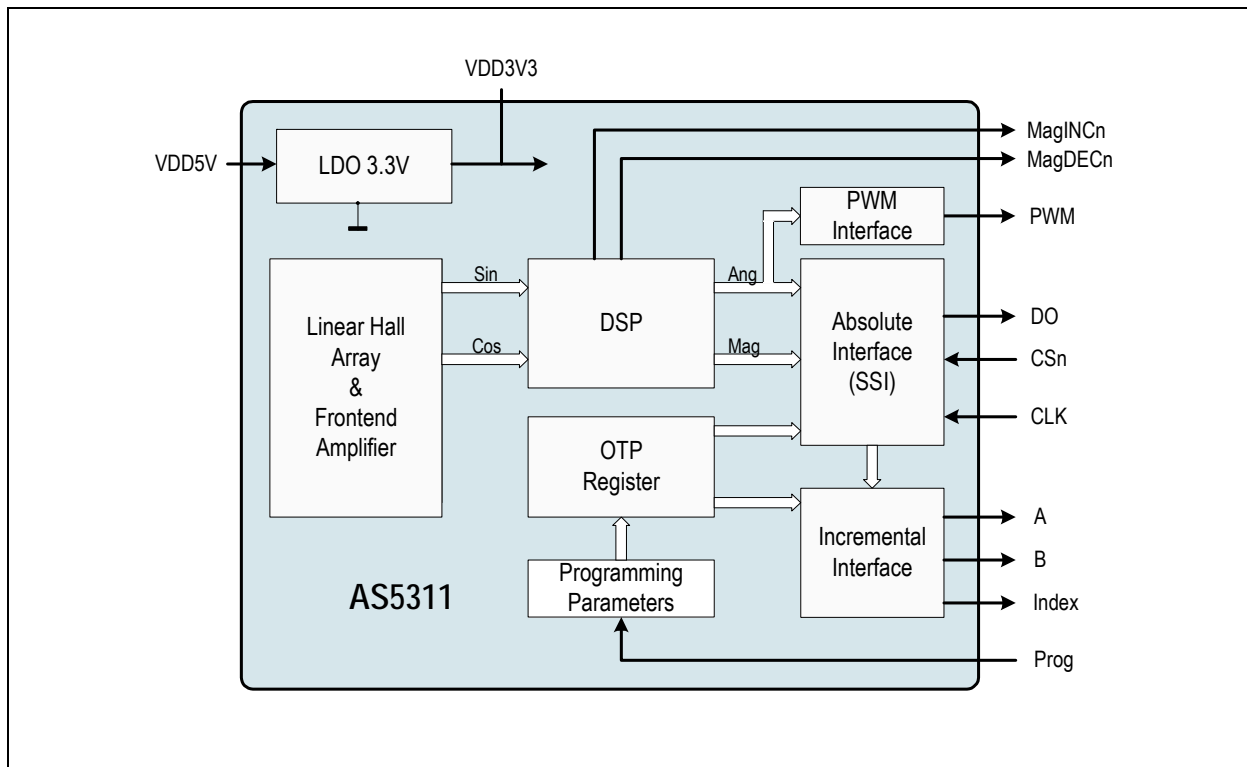 VDD3V3
VDD5V
LDO 3.3V
MagINCn
MagDECn
PWM
Interface
PWM
Linear Hall
Array
&
Frontend
Amplifier
Sin
Cos
DSP
Ang
Mag
Absolute
Interface
(SSI)
DO
CSn
CLK
OTP
Register
Incremental
Interface
A
B
Index
Programming
Parameters
AS5311
Prog